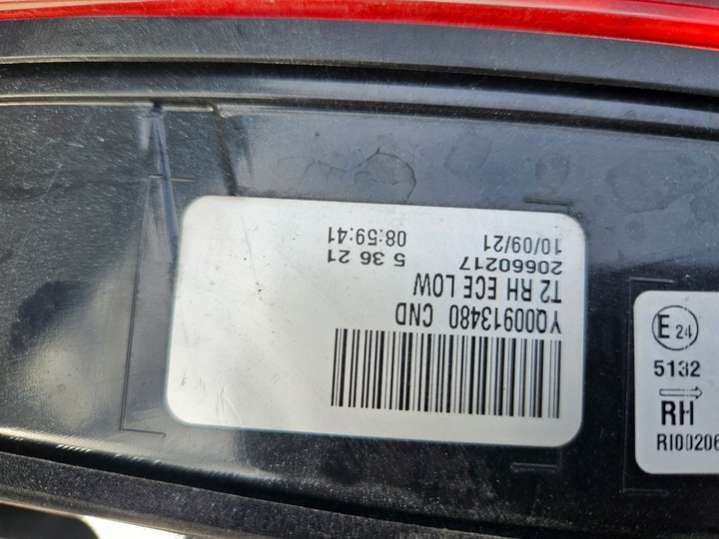 YQ00913480 CND
T2 RH ECE LOW
20660217 10/09/21
5 36 21 08:59:41
E 24
5132
RH
RI00206